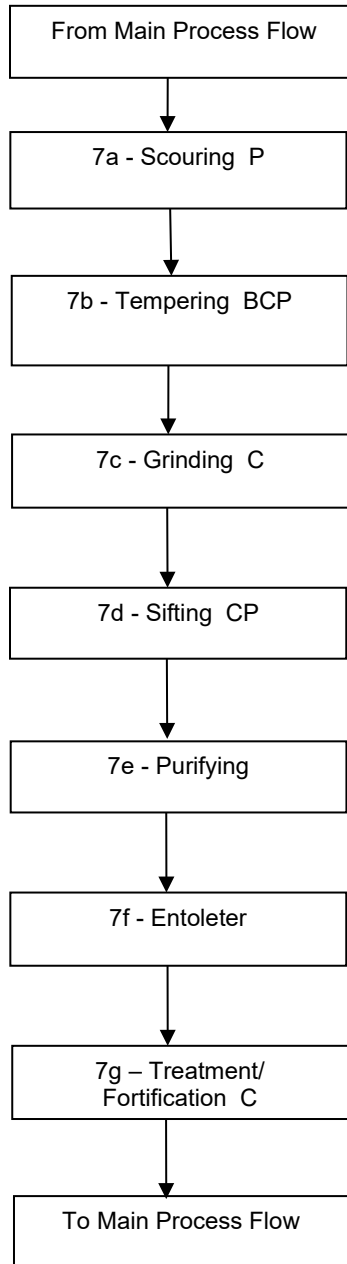 From Main Process Flow
7a - Scouring  P
7b - Tempering  BCP
7c - Grinding  C
7d - Sifting  CP
7e - Purifying
7f - Entoleter
7g – Treatment/
Fortification  C
To Main Process Flow